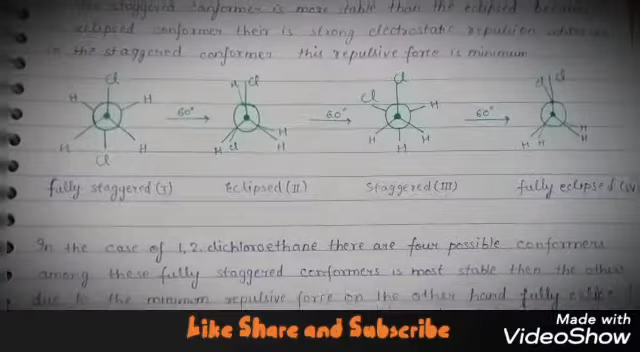 the staggered conformer is more stable than the eclipsed
eclipsed conformer their is strong electrostatic repulsion
in the staggered conformer this repulsive force is minimum
Cl
H H
H H
Cl
60°
Cl
H
H Cl H
60°
Cl
Cl H
H H
H
60°
Cl
H
H H H
fully staggered (I) Eclipsed (II) Staggered (III) fully eclipsed (IV)
In the case of 1,2. dichloroethane there are four possible conformers
among these fully staggered conformers is most stable then the other
due to the minimum repulsive force on the other hand fully
Like Share and Subscribe
Made with
VideoShow